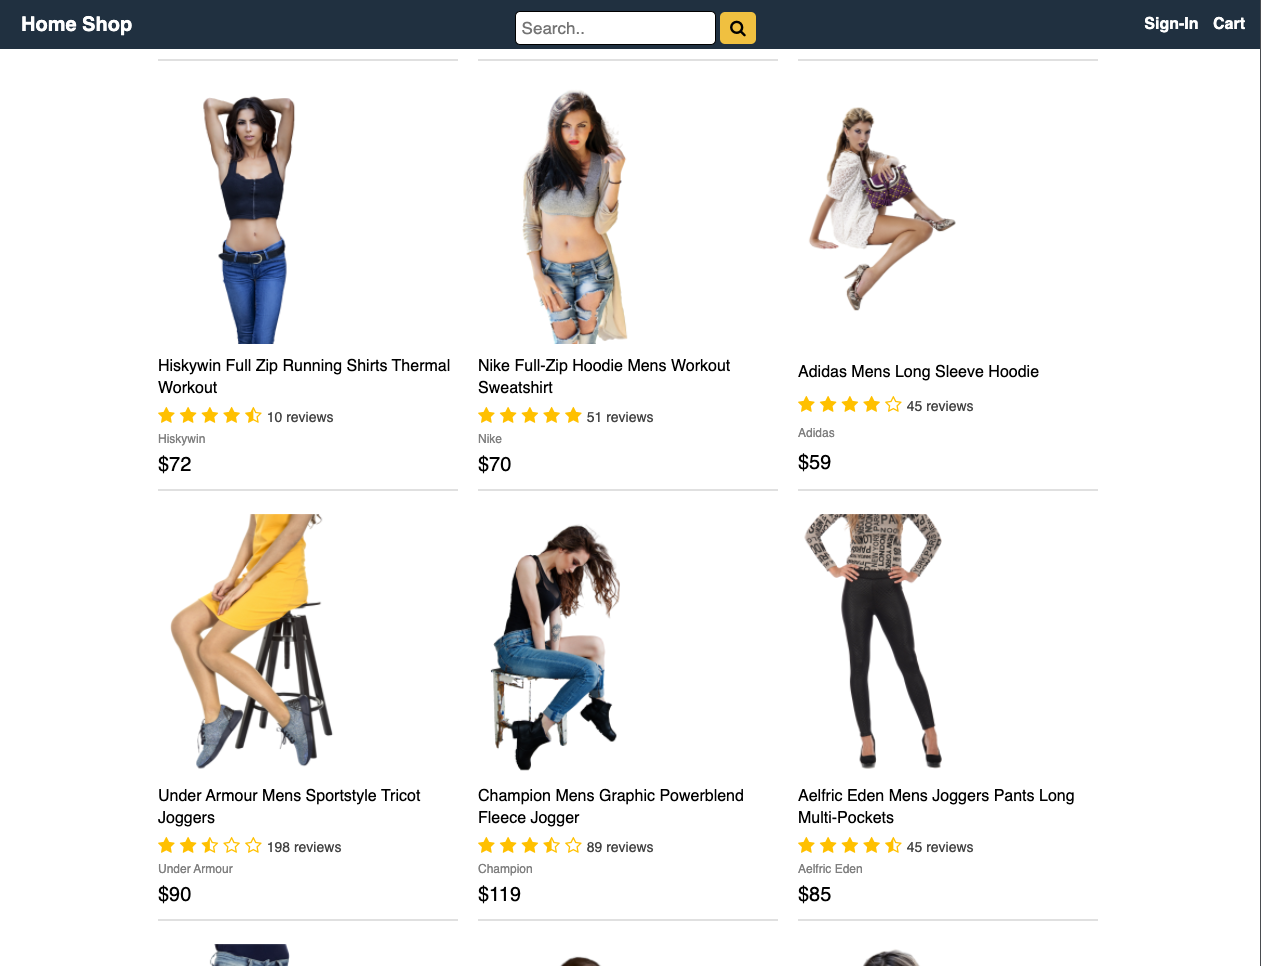 Home Shop
Search..
Sign-In Cart
Hiskywin Full Zip Running Shirts Thermal
Workout
10 reviews
Hiskywin
$72
Nike Full-Zip Hoodie Mens Workout
Sweatshirt
51 reviews
Nike
$70
Adidas Mens Long Sleeve Hoodie
45 reviews
Adidas
$59
Under Armour Mens Sportstyle Tricot
Joggers
198 reviews
Under Armour
$90
Champion Mens Graphic Powerblend
Fleece Jogger
89 reviews
Champion
$119
Aelfric Eden Mens Joggers Pants Long
Multi-Pockets
45 reviews
Aelfric Eden
$85